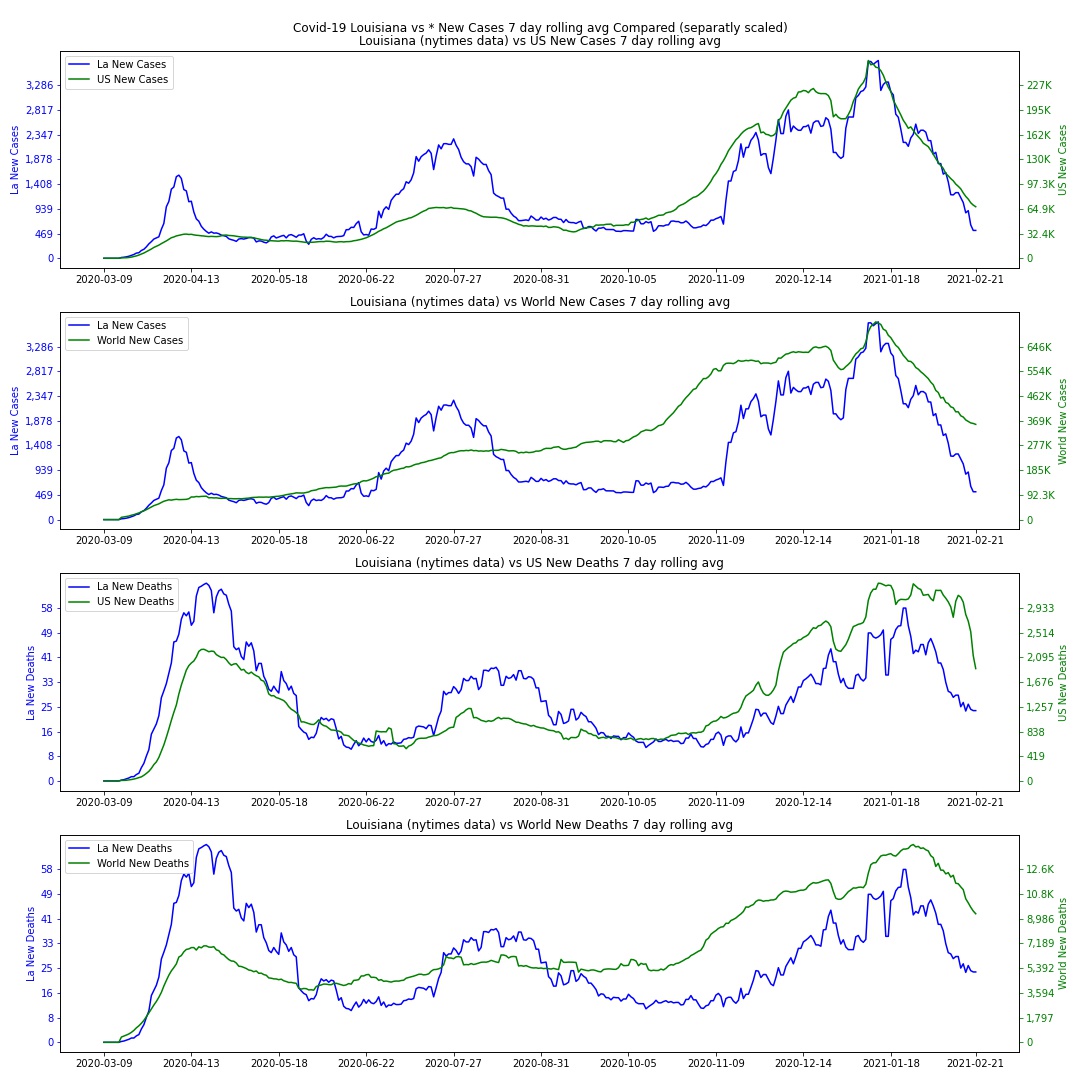 Covid-19 Louisiana vs * New Cases 7 day rolling avg Compared (separatly scaled)
Louisiana (nytimes data) vs US New Cases 7 day rolling avg
La New Cases
US New Cases
3,286
2,817
2,347
1,878
1,408
939
469
0
La New Cases
227K
195K
162K
130K
97.3K
64.9K
32.4K
0
US New Cases
2020-03-09 2020-04-13 2020-05-18 2020-06-22 2020-07-27 2020-08-31 2020-10-05 2020-11-09 2020-12-14 2021-01-18 2021-02-21
Louisiana (nytimes data) vs World New Cases 7 day rolling avg
La New Cases
World New Cases
3,286
2,817
2,347
1,878
1,408
939
469
0
La New Cases
646K
554K
462K
369K
277K
185K
92.3K
0
World New Cases
2020-03-09 2020-04-13 2020-05-18 2020-06-22 2020-07-27 2020-08-31 2020-10-05 2020-11-09 2020-12-14 2021-01-18 2021-02-21
Louisiana (nytimes data) vs US New Deaths 7 day rolling avg
La New Deaths
US New Deaths
58
49
41
33
25
16
8
0
La New Deaths
2,933
2,514
2,095
1,676
1,257
838
419
0
US New Deaths
2020-03-09 2020-04-13 2020-05-18 2020-06-22 2020-07-27 2020-08-31 2020-10-05 2020-11-09 2020-12-14 2021-01-18 2021-02-21
Louisiana (nytimes data) vs World New Deaths 7 day rolling avg
La New Deaths
World New Deaths
58
49
41
33
25
16
8
0
La New Deaths
12.6K
10.8K
8,986
7,189
5,392
3,594
1,797
0
World New Deaths
2020-03-09 2020-04-13 2020-05-18 2020-06-22 2020-07-27 2020-08-31 2020-10-05 2020-11-09 2020-12-14 2021-01-18 2021-02-21